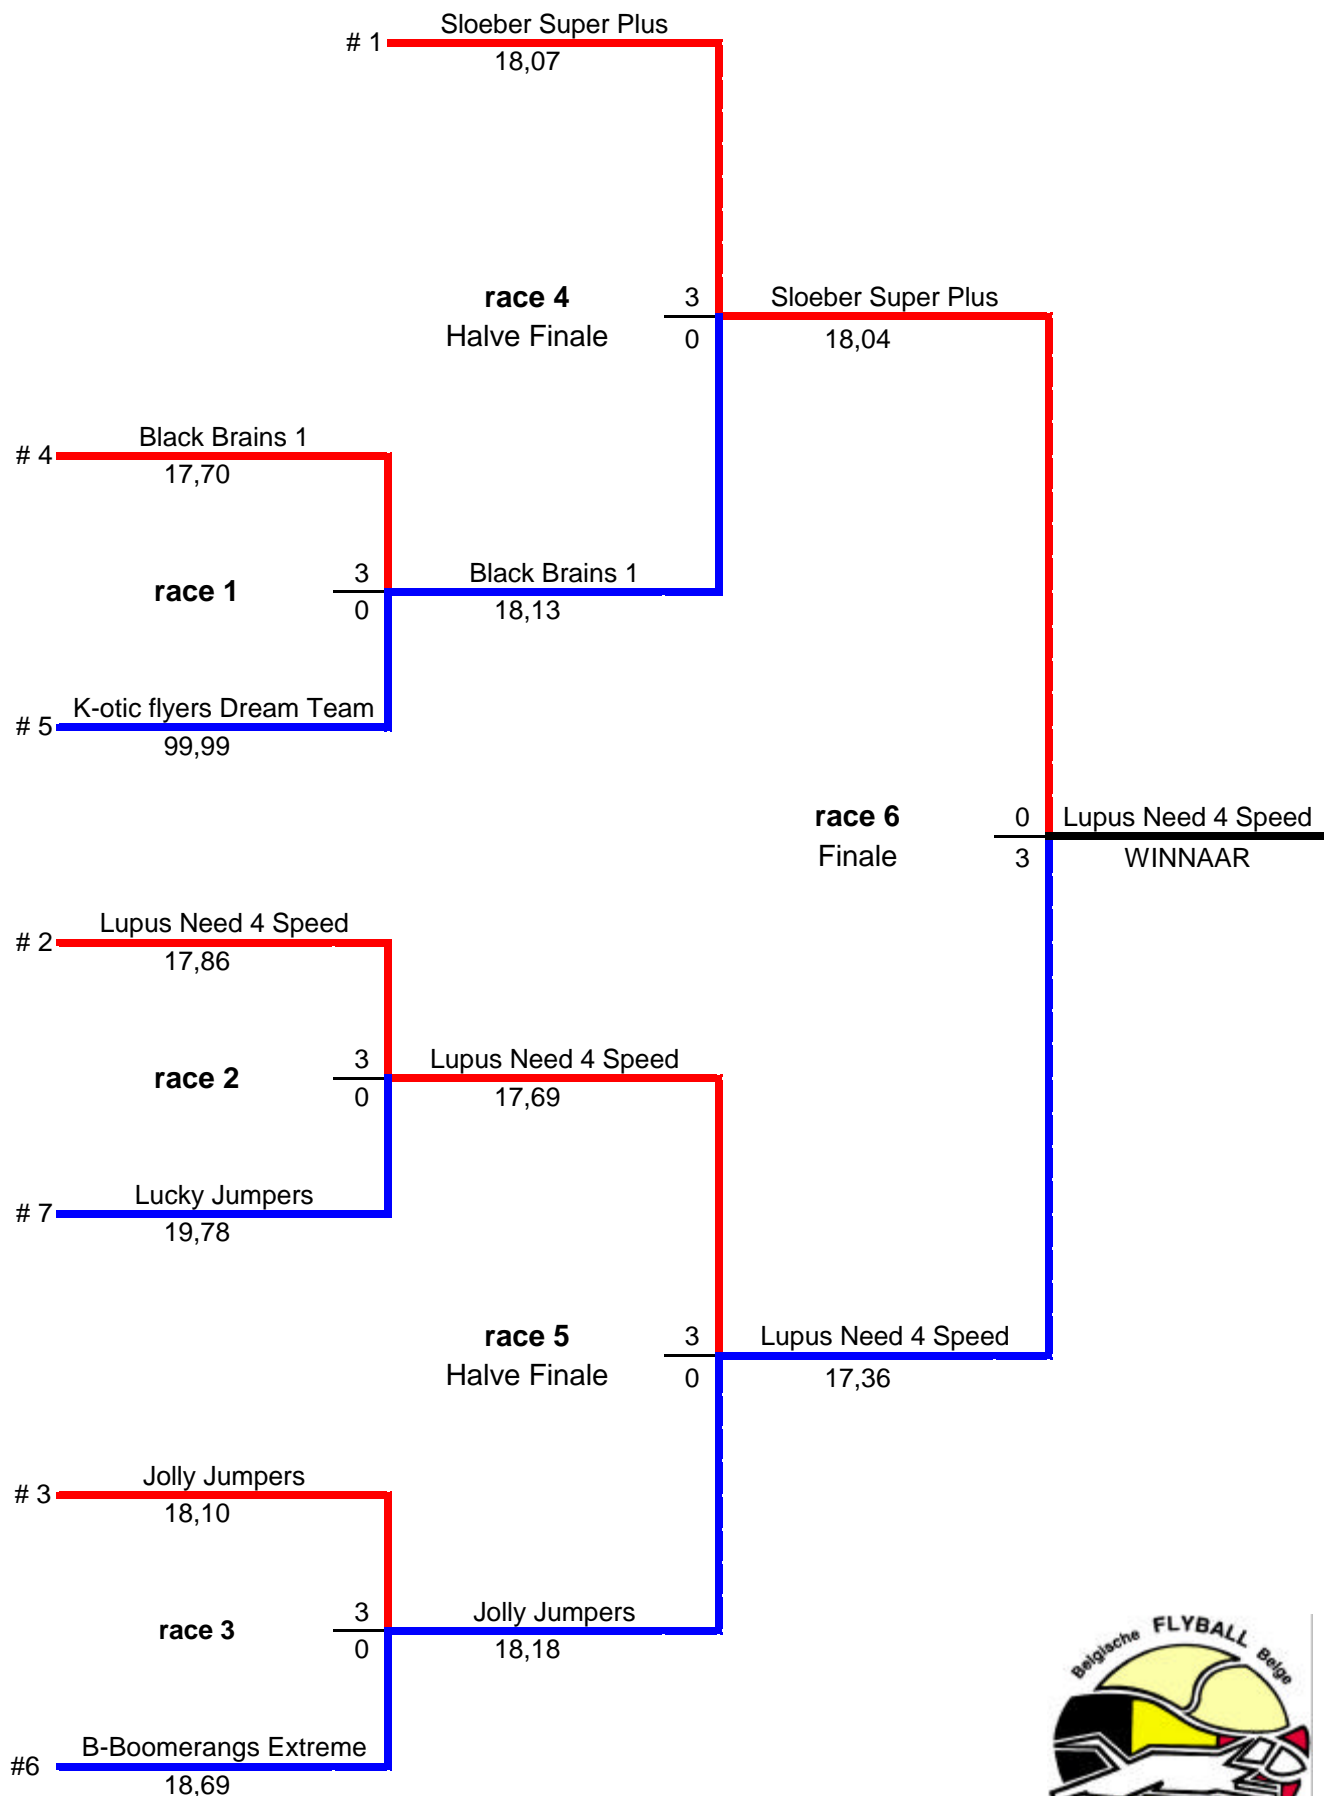 Sloeber Super Plus
# 1
18,07
race 4
3
Sloeber Super Plus
Halve Finale
0
18,04
Black Brains 1
# 4
17,70
race 1
3
Black Brains 1
0
18,13
K-otic flyers Dream Team
# 5
99,99
race 6
0
Lupus Need 4 Speed
Finale
3
WINNAAR
Lupus Need 4 Speed
# 2
17,86
race 2
3
Lupus Need 4 Speed
0
17,69
Lucky Jumpers
# 7
19,78
race 5
3
Lupus Need 4 Speed
Halve Finale
0
17,36
Jolly Jumpers
# 3
18,10
race 3
3
Jolly Jumpers
0
18,18
Belgische FLYBALL Belge
B-Boomerangs Extreme
#6
18,69